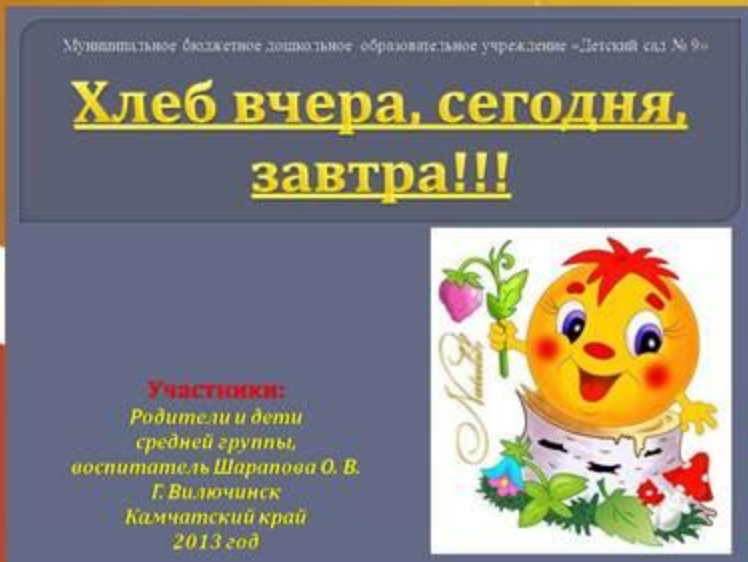 Муниципальное бюджетное дошкольное образовательное учреждение «Детский сад № 9»
Хлеб вчера, сегодня,
завтра!!!
Участники:
Родители и дети
средней группы,
воспитатель Шарапова О. В.
Г. Вилючинск
Камчатский край
2013 год